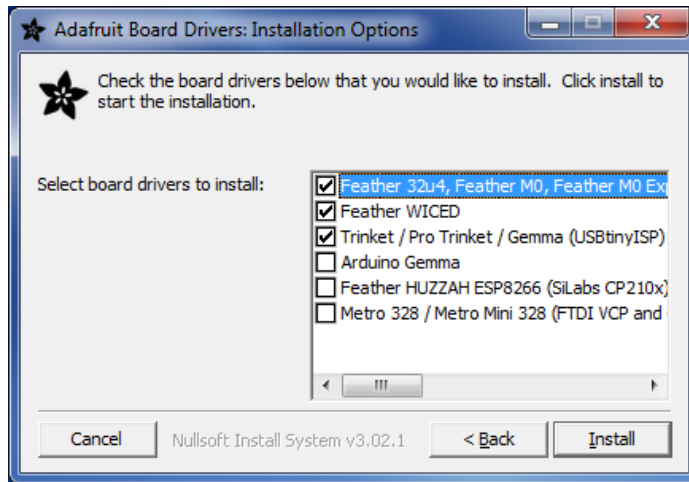 Adafruit Board Drivers: Installation Options
Check the board drivers below that you would like to install. Click install to
start the installation.
Select board drivers to install:
Feather 32u4, Feather M0, Feather M0 Ex
Feather WICED
Trinket / Pro Trinket / Gemma (USBtinyISP)
Arduino Gemma
Feather HUZZAH ESP8266 (SiLabs CP210x)
Metro 328 / Metro Mini 328 (FTDI VCP and
Cancel
Nullsoft Install System v3.02.1
< Back
Install